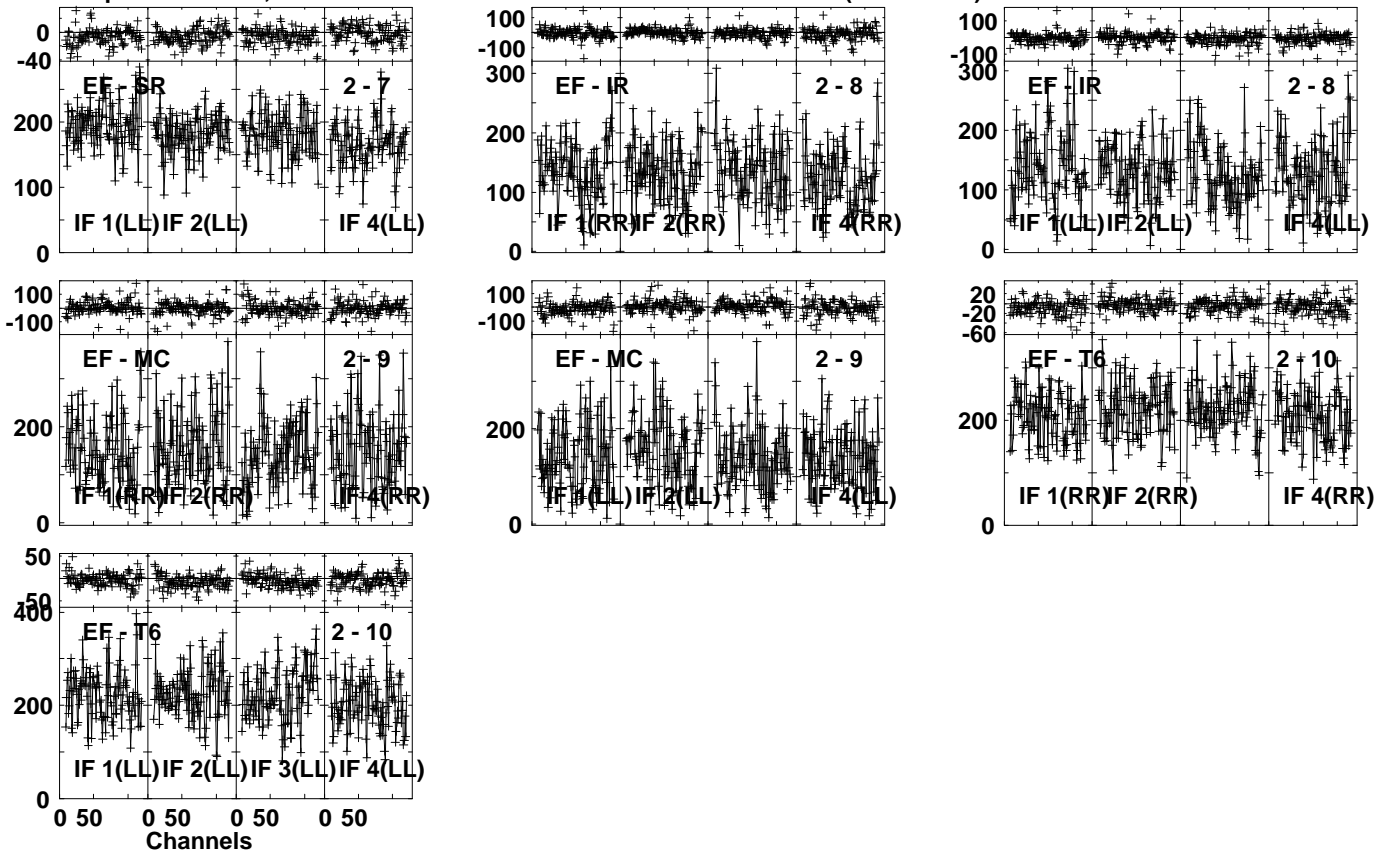 0
-40
EF - SR 2 - 7
200
100
IF 1(LL) IF 2(LL) IF 4(LL)
0
100
-100
300
EF - IR 2 - 8
200
100
IF 1(RR) IF 2(RR) IF 4(RR)
0
100
-100
300
EF - IR 2 - 8
200
100
IF 1(LL) IF 2(LL) IF 4(LL)
0
100
-100
EF - MC 2 - 9
200
IF 1(RR) IF 2(RR) IF 4(RR)
0
100
-100
EF - MC 2 - 9
200
IF 1(LL) IF 2(LL) IF 4(LL)
0
20
-20
-60
EF - T6 2 - 10
200
IF 1(RR) IF 2(RR) IF 4(RR)
0
50
-50
400
EF - T6 2 - 10
200
IF 1(LL) IF 2(LL) IF 3(LL) IF 4(LL)
0
0 50 0 50 0 50 0 50
Channels